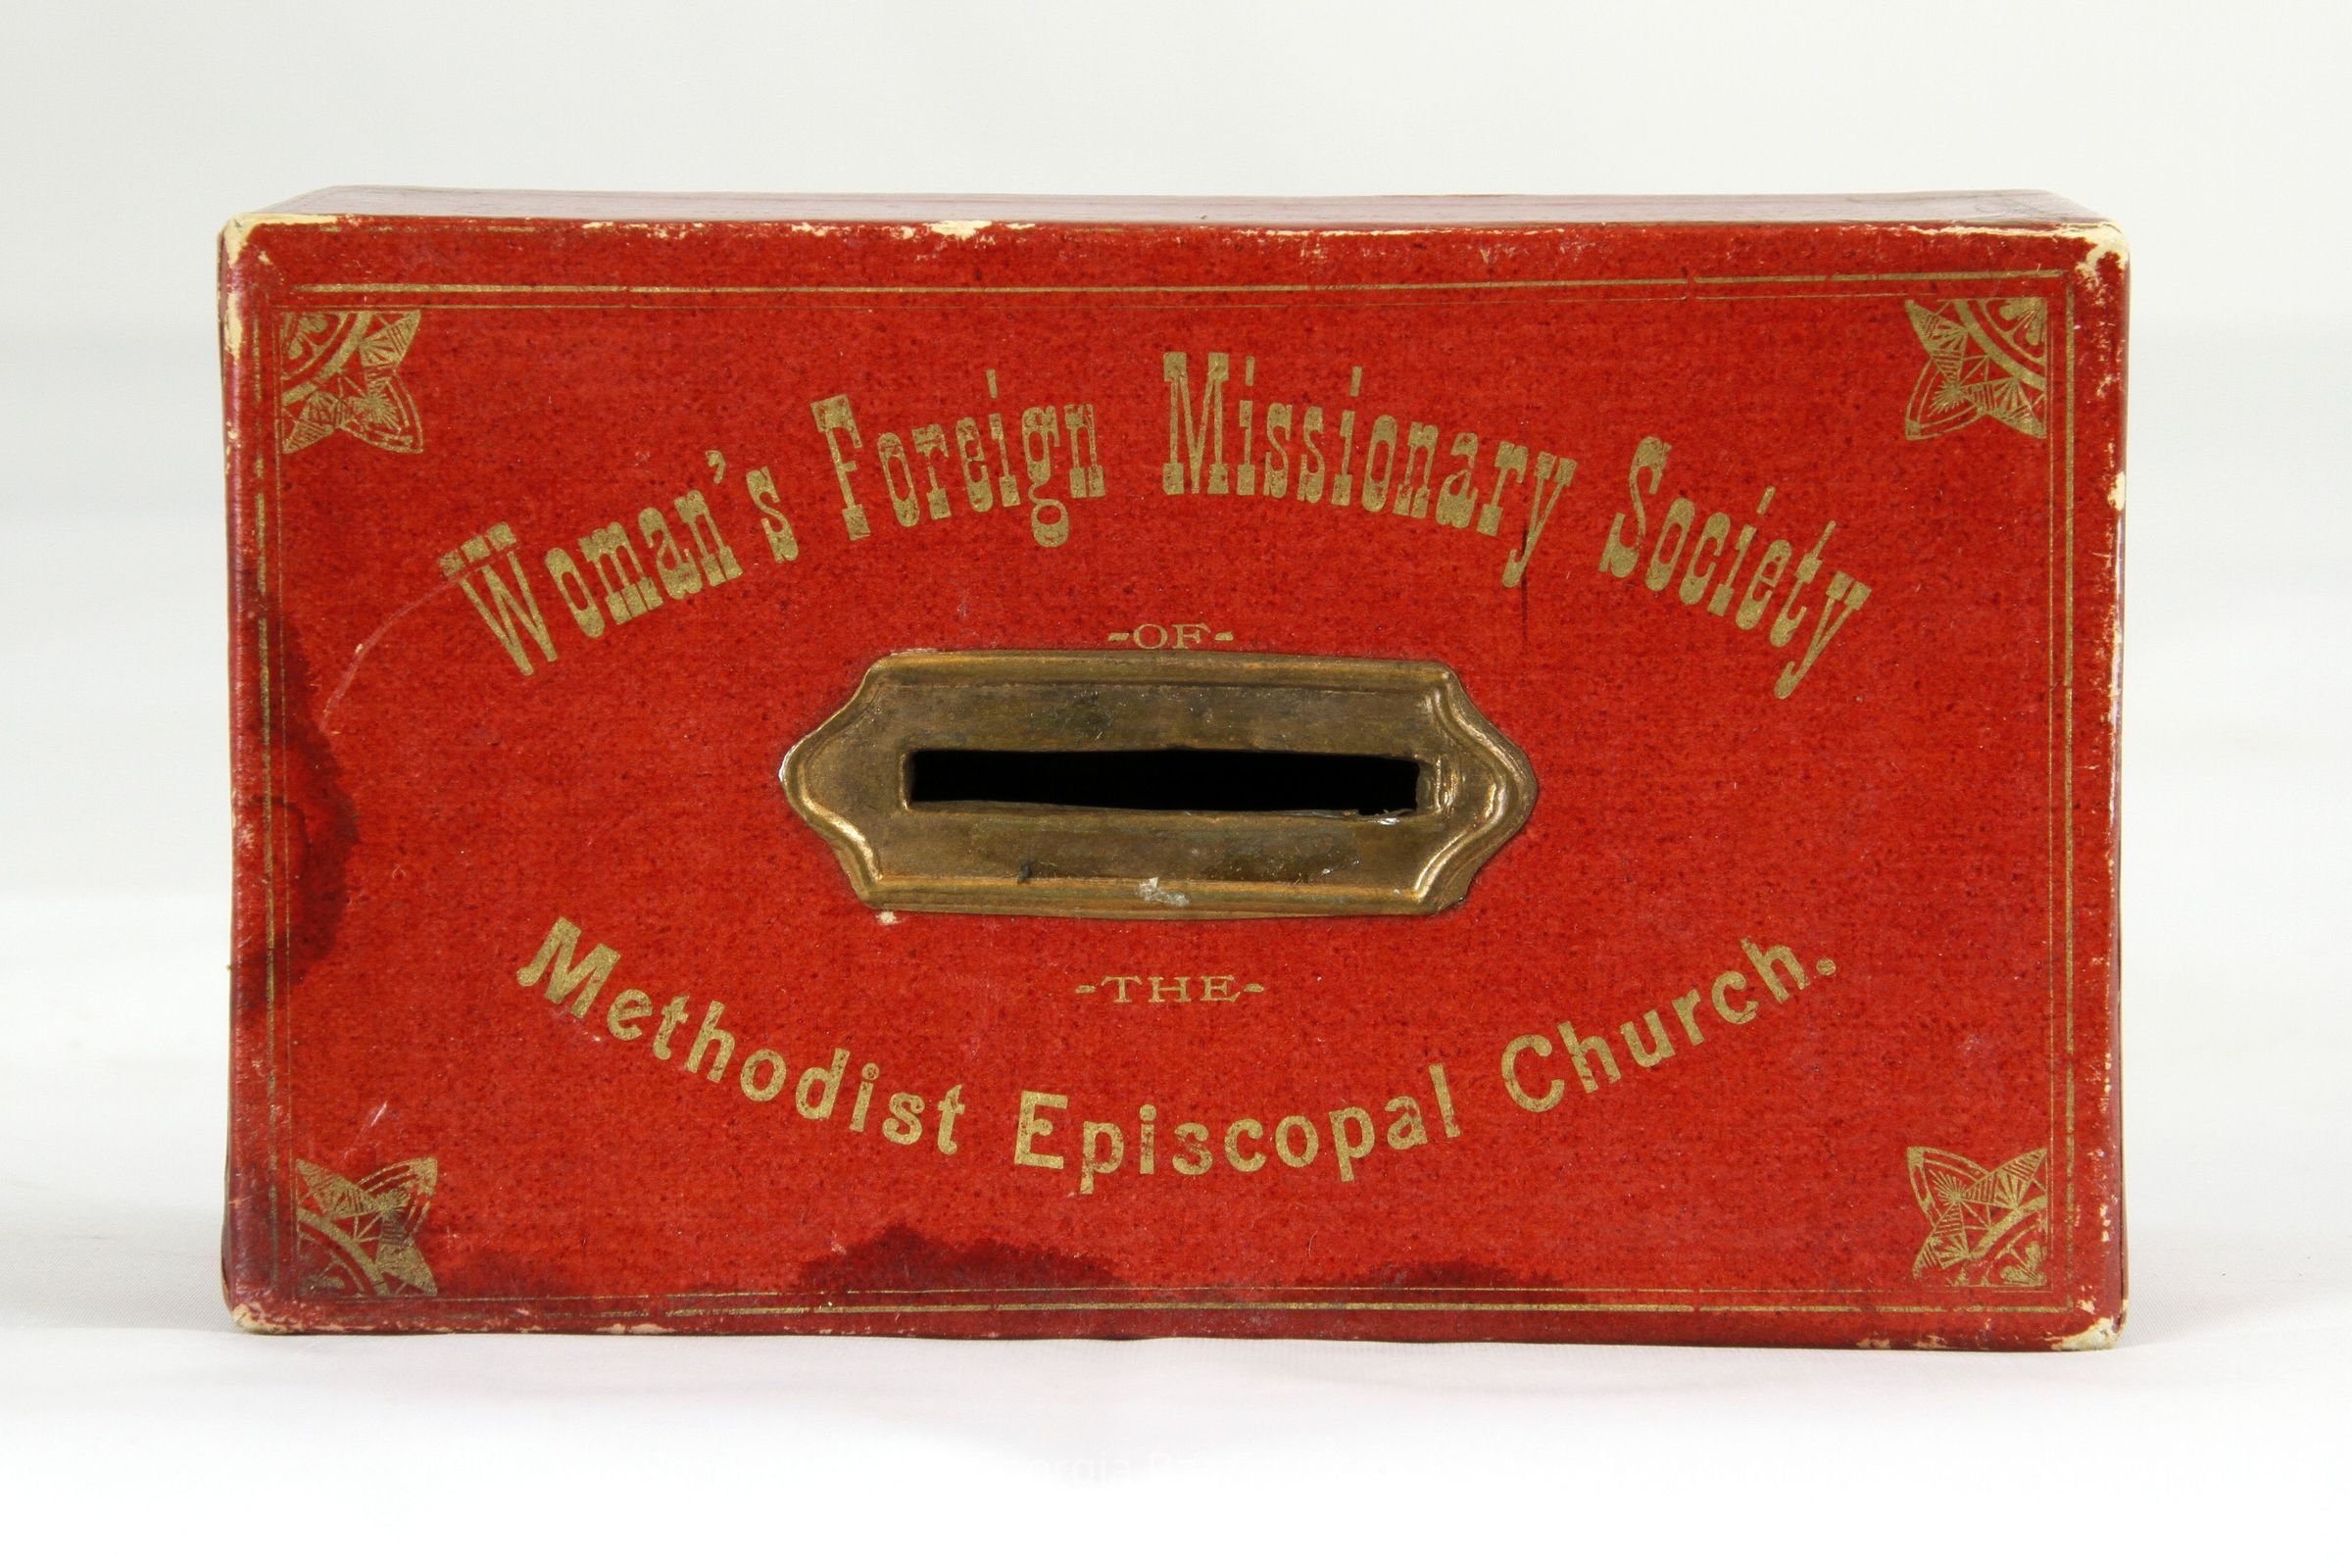 Woman's Foreign Missionary Society
-OF-
-THE-
Methodist Episcopal Church.